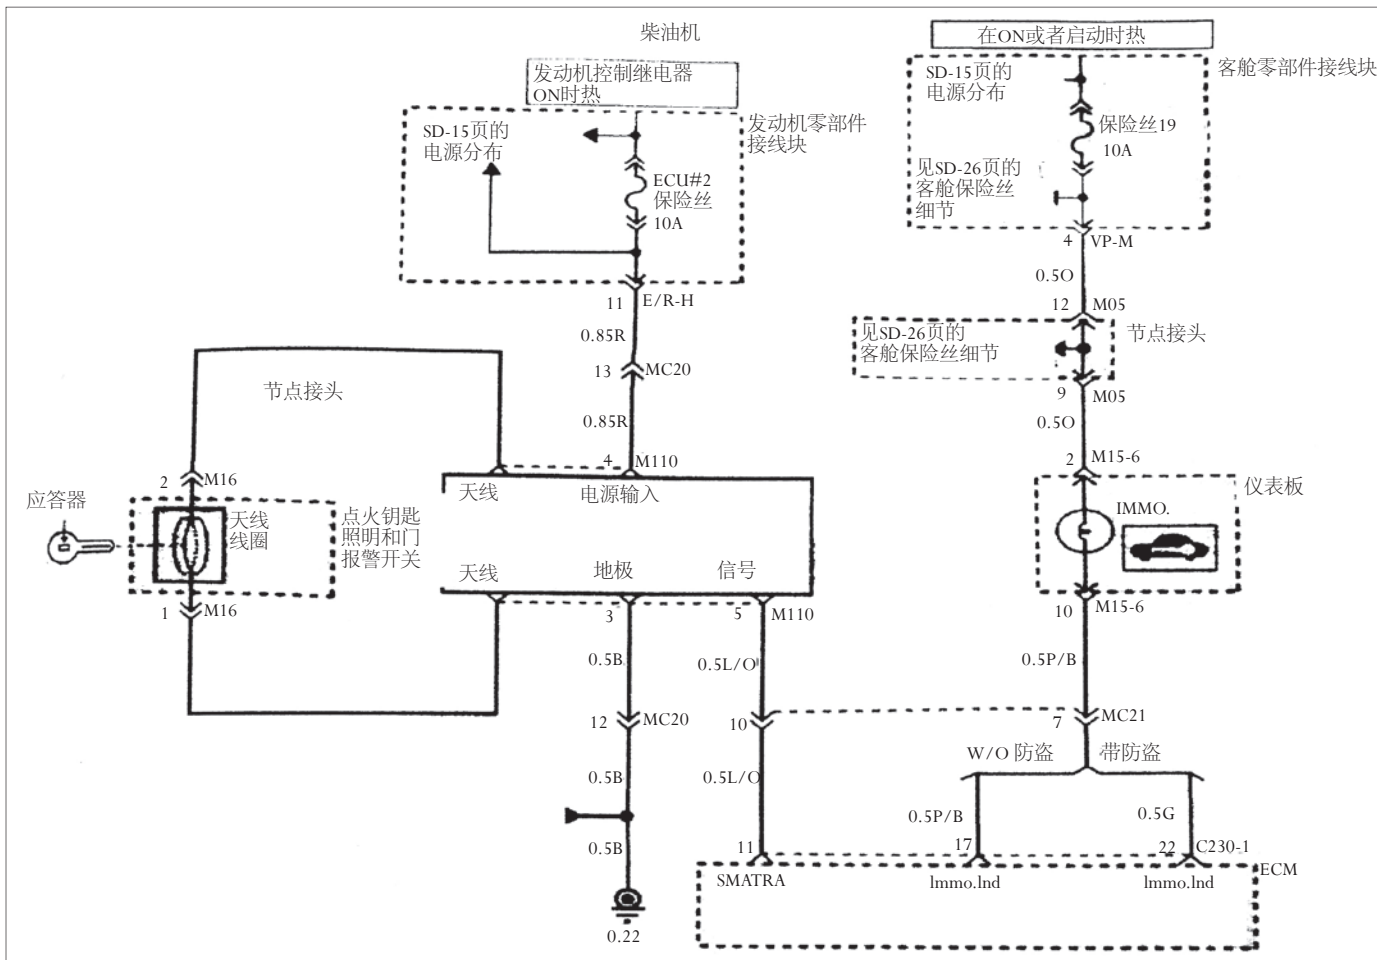 柴油机
在ON或者启动时热
发动机控制继电器
ON时热
SD-15页的
电源分布
客舱零部件接线块
SD-15页的
电源分布
发动机零部件
接线块
保险丝19
10A
ECU#2
保险丝
10A
见SD-26页的
客舱保险丝
细节
4
VP-M
0.5O
11
E/R-H
12
M05
0.85R
见SD-26页的
客舱保险丝细节
节点接头
13
MC20
9
M05
节点接头
0.85R
0.5O
4
M110
2
M15-6
2
M16
天线
电源输入
仪表板
应答器
天线
线圈
点火钥匙
照明和门
报警开关
IMMO.
天线
地极
信号
1
M16
3
5
M110
10
M15-6
0.5B
0.5L/O
0.5P/B
12
MC20
10
7
MC21
W/O 防盗
带防盗
0.5B
0.5L/O
0.5P/B
0.5G
0.5B
11
17
22
C230-1
SMATRA
lmmo.lnd
lmmo.lnd
ECM
0.22